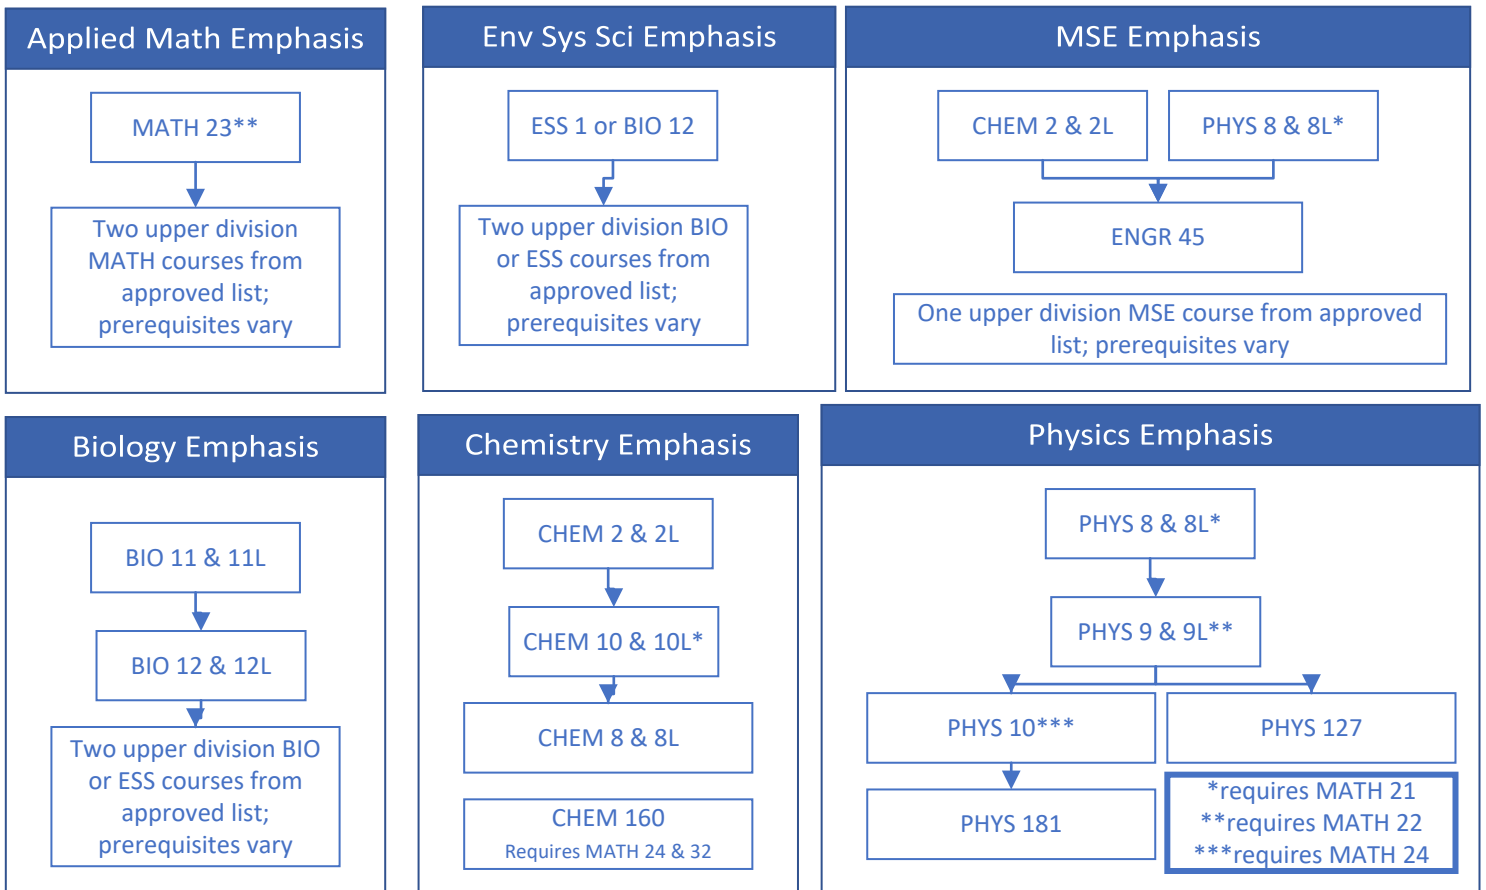 Applied Math Emphasis
MATH 23**
Two upper division
MATH courses from
approved list;
prerequisites vary
Env Sys Sci Emphasis
ESS 1 or BIO 12
Two upper division BIO
or ESS courses from
approved list;
prerequisites vary
MSE Emphasis
CHEM 2 & 2L
PHYS 8 & 8L*
ENGR 45
One upper division MSE course from approved
list; prerequisites vary
Biology Emphasis
BIO 11 & 11L
BIO 12 & 12L
Two upper division BIO
or ESS courses from
approved list;
prerequisites vary
Chemistry Emphasis
CHEM 2 & 2L
CHEM 10 & 10L*
CHEM 8 & 8L
CHEM 160
Requires MATH 24 & 32
Physics Emphasis
PHYS 8 & 8L*
PHYS 9 & 9L**
PHYS 10***
PHYS 127
PHYS 181
*requires MATH 21
**requires MATH 22
***requires MATH 24